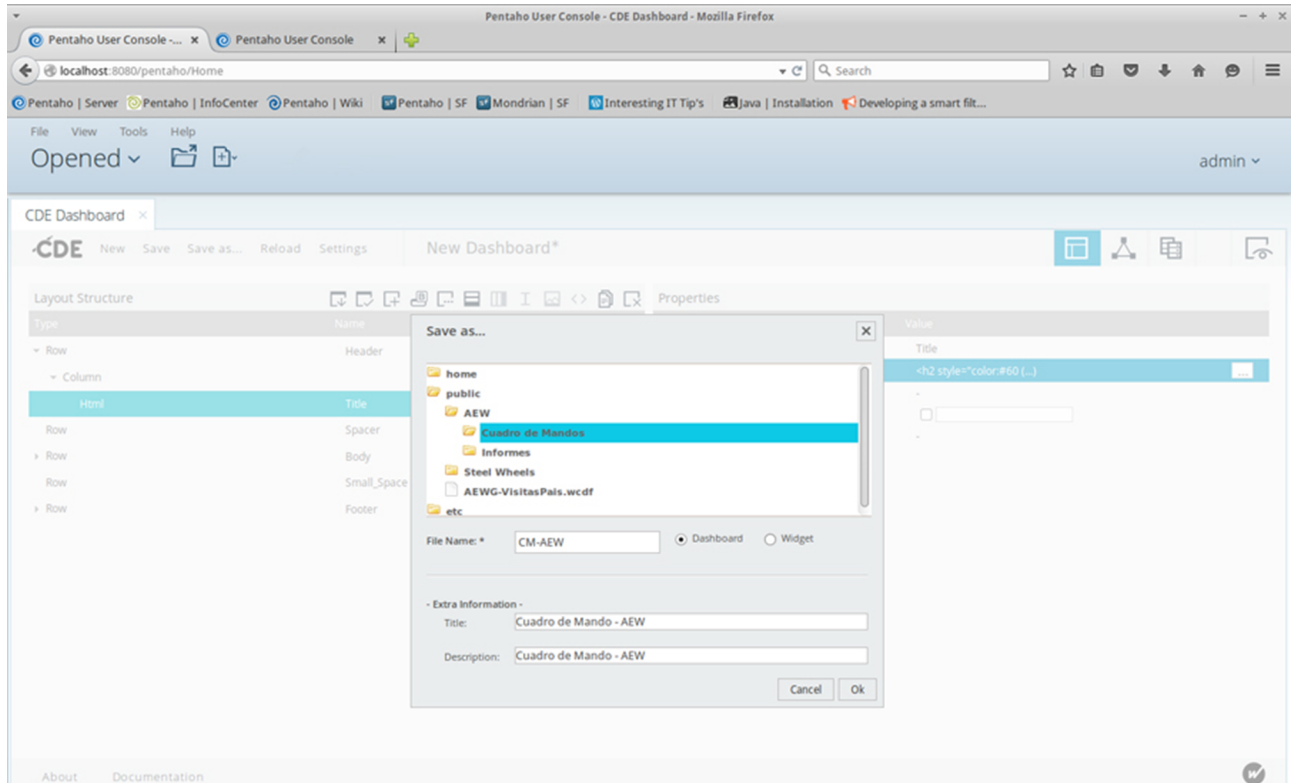 Pentaho User Console - CDE Dashboard - Mozilla Firefox
Pentaho User Console -... x Pentaho User Console x
localhost:8080/pentaho/Home Search
Pentaho | Server Pentaho | InfoCenter Pentaho | Wiki Pentaho | SF Mondrian | SF Interesting IT Tip's Java | Installation Developing a smart filt...
File View Tools Help
Opened admin
CDE Dashboard ×
CDE New Save Save as... Reload Settings New Dashboard*
Layout Structure Properties
Type Name Value
Row Header Title
Column <h2 style="color:#60 (...) ...
Html Title -
Row Spacer
Row Body -
Row Small_Space
Row Footer
Save as...
home
public
AEW
Cuadro de Mandos
Informes
Steel Wheels
AEWG-VisitasPais.wcdf
etc
File Name: * CM-AEW Dashboard Widget
- Extra Information -
Title: Cuadro de Mando - AEW
Description: Cuadro de Mando - AEW
Cancel Ok
About Documentation